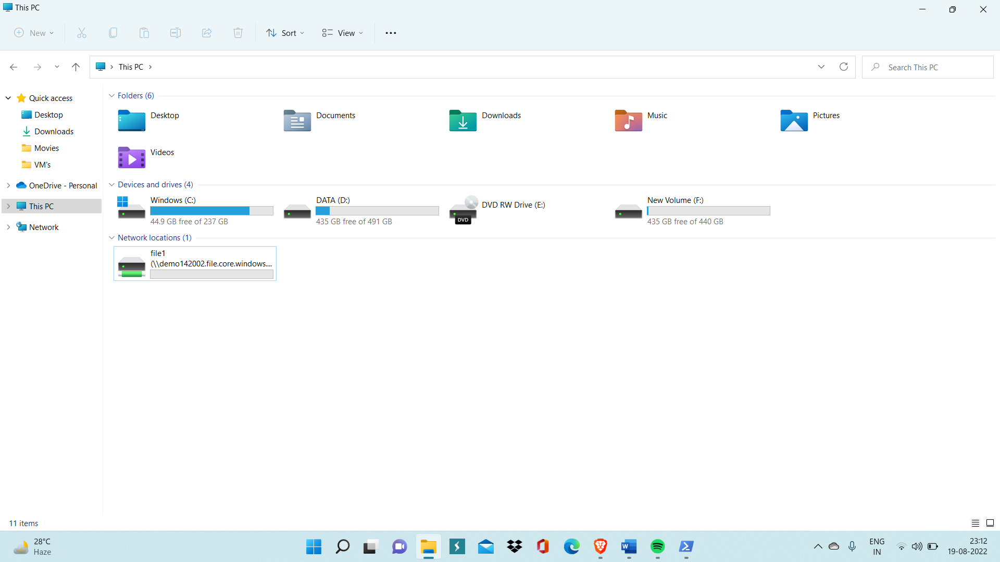 This PC
New
Sort
View
This PC
Search This PC
Quick access
Desktop
Downloads
Movies
VM's
OneDrive - Personal
This PC
Network
Folders (6)
Desktop
Documents
Downloads
Music
Pictures
Videos
Devices and drives (4)
Windows (C:)
44.9 GB free of 237 GB
DATA (D:)
435 GB free of 491 GB
DVD
DVD RW Drive (E:)
New Volume (F:)
435 GB free of 440 GB
Network locations (1)
file1
(\\demo142002.file.core.windows....
11 items
28°C
Haze
W
ENG
IN
23:12
19-08-2022